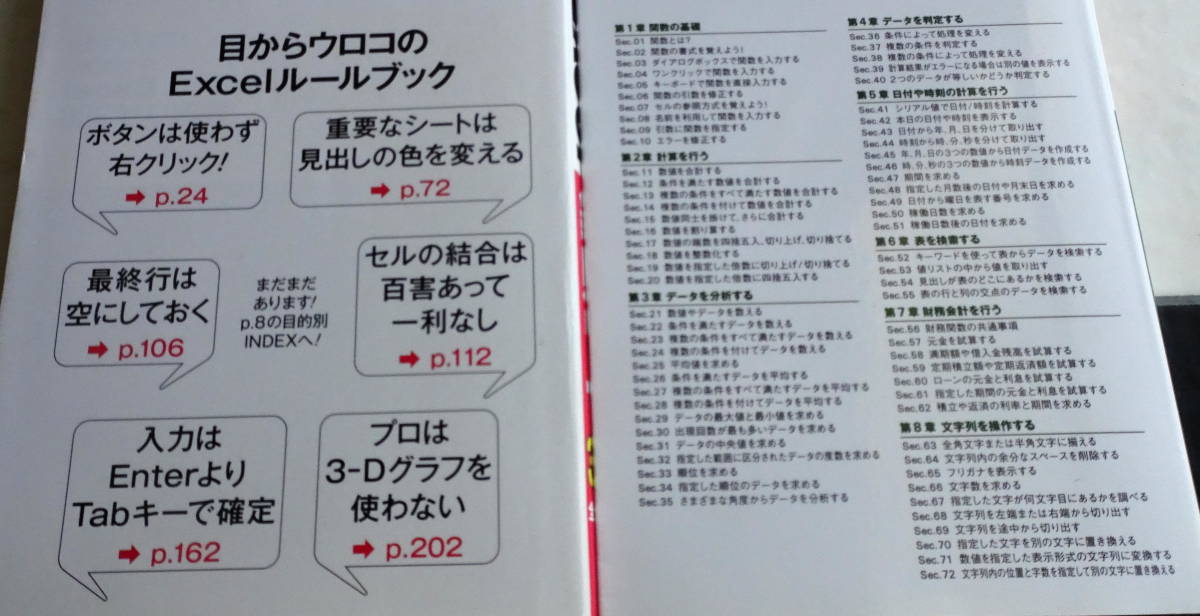 目からウロコの
Excelルールブック
ボタンは使わず
右クリック!
➡ p.24
重要なシートは
見出しの色を変える
➡ p.72
最終行は
空にしておく
➡ p.106
まだまだ
あります!
p.8の目的別
INDEXへ!
セルの結合は
百害あって
一利なし
➡ p.112
入力は
Enterより
Tabキーで確定
➡ p.162
プロは
3-Dグラフを
使わない
➡ p.202
第1章 関数の基礎
Sec.01 関数とは?
Sec.02 関数の書式を覚えよう!
Sec.03 ダイアログボックスで関数を入力する
Sec.04 ワンクリックで関数を入力する
Sec.05 キーボードで関数を直接入力する
Sec.06 関数の引数を修正する
Sec.07 セルの参照方式を覚えよう!
Sec.08 名前を利用して関数を入力する
Sec.09 引数に関数を指定する
Sec.10 エラーを修正する
第2章 計算を行う
Sec.11 数値を合計する
Sec.12 条件を満たす数値を合計する
Sec.13 複数の条件をすべて満たす数値を合計する
Sec.14 複数の条件を付けて数値を合計する
Sec.15 数値同士を掛けて、さらに合計する
Sec.16 数値を割り算する
Sec.17 数値の端数を四捨五入、切り上げ、切り捨てる
Sec.18 数値を整数化する
Sec.19 数値を指定した倍数に切り上げ/切り捨てる
Sec.20 数値を指定した倍数に四捨五入する
第3章 データを分析する
Sec.21 数値やデータを数える
Sec.22 条件を満たすデータを数える
Sec.23 複数の条件をすべて満たすデータを数える
Sec.24 複数の条件を付けてデータを数える
Sec.25 平均値を求める
Sec.26 条件を満たすデータを平均する
Sec.27 複数の条件をすべて満たすデータを平均する
Sec.28 複数の条件を付けてデータを平均する
Sec.29 データの最大値と最小値を求める
Sec.30 出現回数が最も多いデータを求める
Sec.31 データの中央値を求める
Sec.32 指定した範囲に区分されたデータの度数を求める
Sec.33 順位を求める
Sec.34 指定した順位のデータを求める
Sec.35 さまざまな角度からデータを分析する
第4章 データを判定する
Sec.36 条件によって処理を変える
Sec.37 複数の条件を判定する
Sec.38 複数の条件によって処理を変える
Sec.39 計算結果がエラーになる場合は別の値を表示する
Sec.40 2つのデータが等しいかどうか判定する
第5章 日付や時刻の計算を行う
Sec.41 シリアル値で日付/時刻を計算する
Sec.42 本日の日付や時刻を表示する
Sec.43 日付から年、月、日を分けて取り出す
Sec.44 時刻から時、分、秒を分けて取り出す
Sec.45 年、月、日の3つの数値から日付データを作成する
Sec.46 時、分、秒の3つの数値から時刻データを作成する
Sec.47 期間を求める
Sec.48 指定した月数後の日付や月末日を求める
Sec.49 日付から曜日を表す番号を求める
Sec.50 稼働日数を求める
Sec.51 稼働日数後の日付を求める
第6章 表を検索する
Sec.52 キーワードを使って表からデータを検索する
Sec.53 値リストの中から値を取り出す
Sec.54 見出しが表のどこにあるかを検索する
Sec.55 表の行と列の交点のデータを検索する
第7章 財務会計を行う
Sec.56 財務関数の共通事項
Sec.57 元金を試算する
Sec.58 満期額や借入金残高を試算する
Sec.59 定期積立額や定期返済額を試算する
Sec.60 ローンの元金と利息を試算する
Sec.61 指定した期間の元金と利息を試算する
Sec.62 積立や返済の利率と期間を求める
第8章 文字列を操作する
Sec.63 全角文字または半角文字に揃える
Sec.64 文字列内の余分なスペースを削除する
Sec.65 フリガナを表示する
Sec.66 文字数を求める
Sec.67 指定した文字が何文字目にあるかを調べる
Sec.68 文字列を左端または右端から切り出す
Sec.69 文字列を途中から切り出す
Sec.70 指定した文字を別の文字に置き換える
Sec.71 数値を指定した表示形式の文字列に変換する
Sec.72 文字列内の位置と字数を指定して別の文字に置き換える